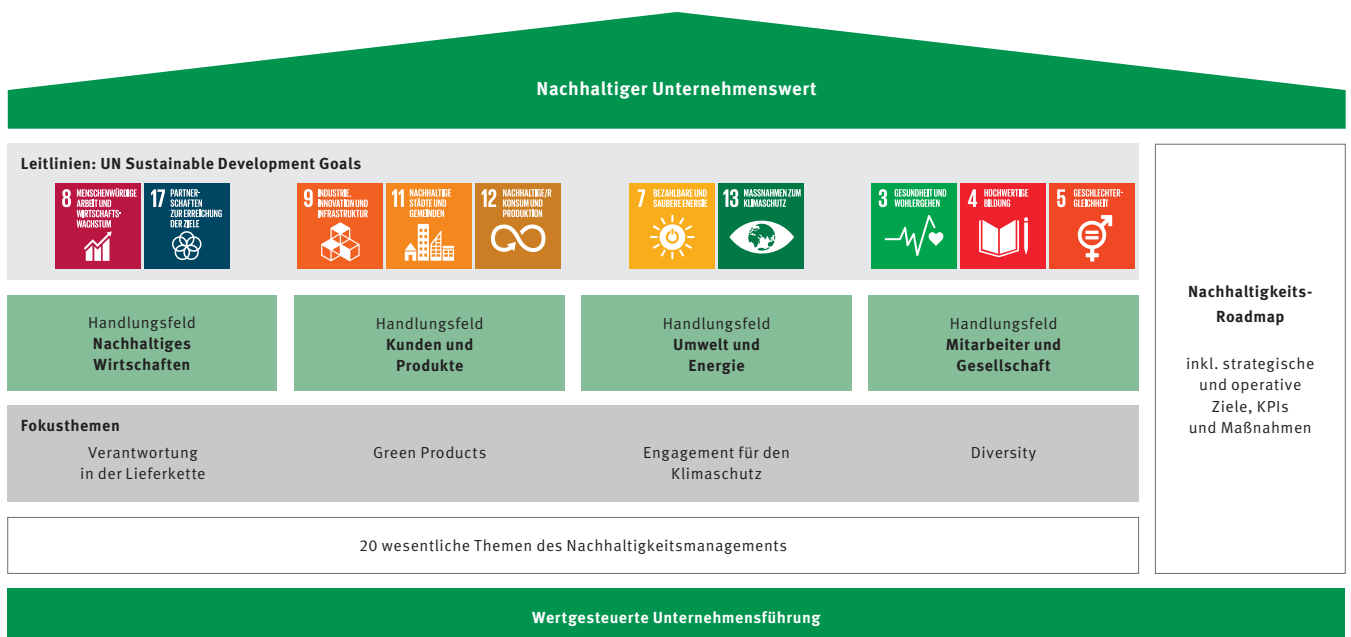 Nachhaltiger Unternehmenswert
Leitlinien: UN Sustainable Development Goals
8 MENSCHENWÜRDIGE
ARBEIT UND
WIRTSCHAFTS-
WACHSTUM
17 PARTNER-
SCHAFTEN
ZUR ERREICHUNG
DER ZIELE
9 INDUSTRIE,
INNOVATION UND
INFRASTRUKTUR
11 NACHHALTIGE
STÄDTE UND
GEMEINDEN
12 NACHHALTIGE/R
KONSUM UND
PRODUKTION
7 BEZAHLBARE UND
SAUBERE ENERGIE
13 MASSNAHMEN ZUM
KLIMASCHUTZ
3 GESUNDHEIT UND
WOHLERGEHEN
4 HOCHWERTIGE
BILDUNG
5 GESCHLECHTER-
GLEICHHEIT
Handlungsfeld
Nachhaltiges
Wirtschaften
Handlungsfeld
Kunden und
Produkte
Handlungsfeld
Umwelt und
Energie
Handlungsfeld
Mitarbeiter und
Gesellschaft
Fokusthemen
Verantwortung
in der Lieferkette
Green Products
Engagement für den
Klimaschutz
Diversity
20 wesentliche Themen des Nachhaltigkeitsmanagements
Nachhaltigkeits-
Roadmap
inkl. strategische
und operative
Ziele, KPIs
und Maßnahmen
Wertgesteuerte Unternehmensführung